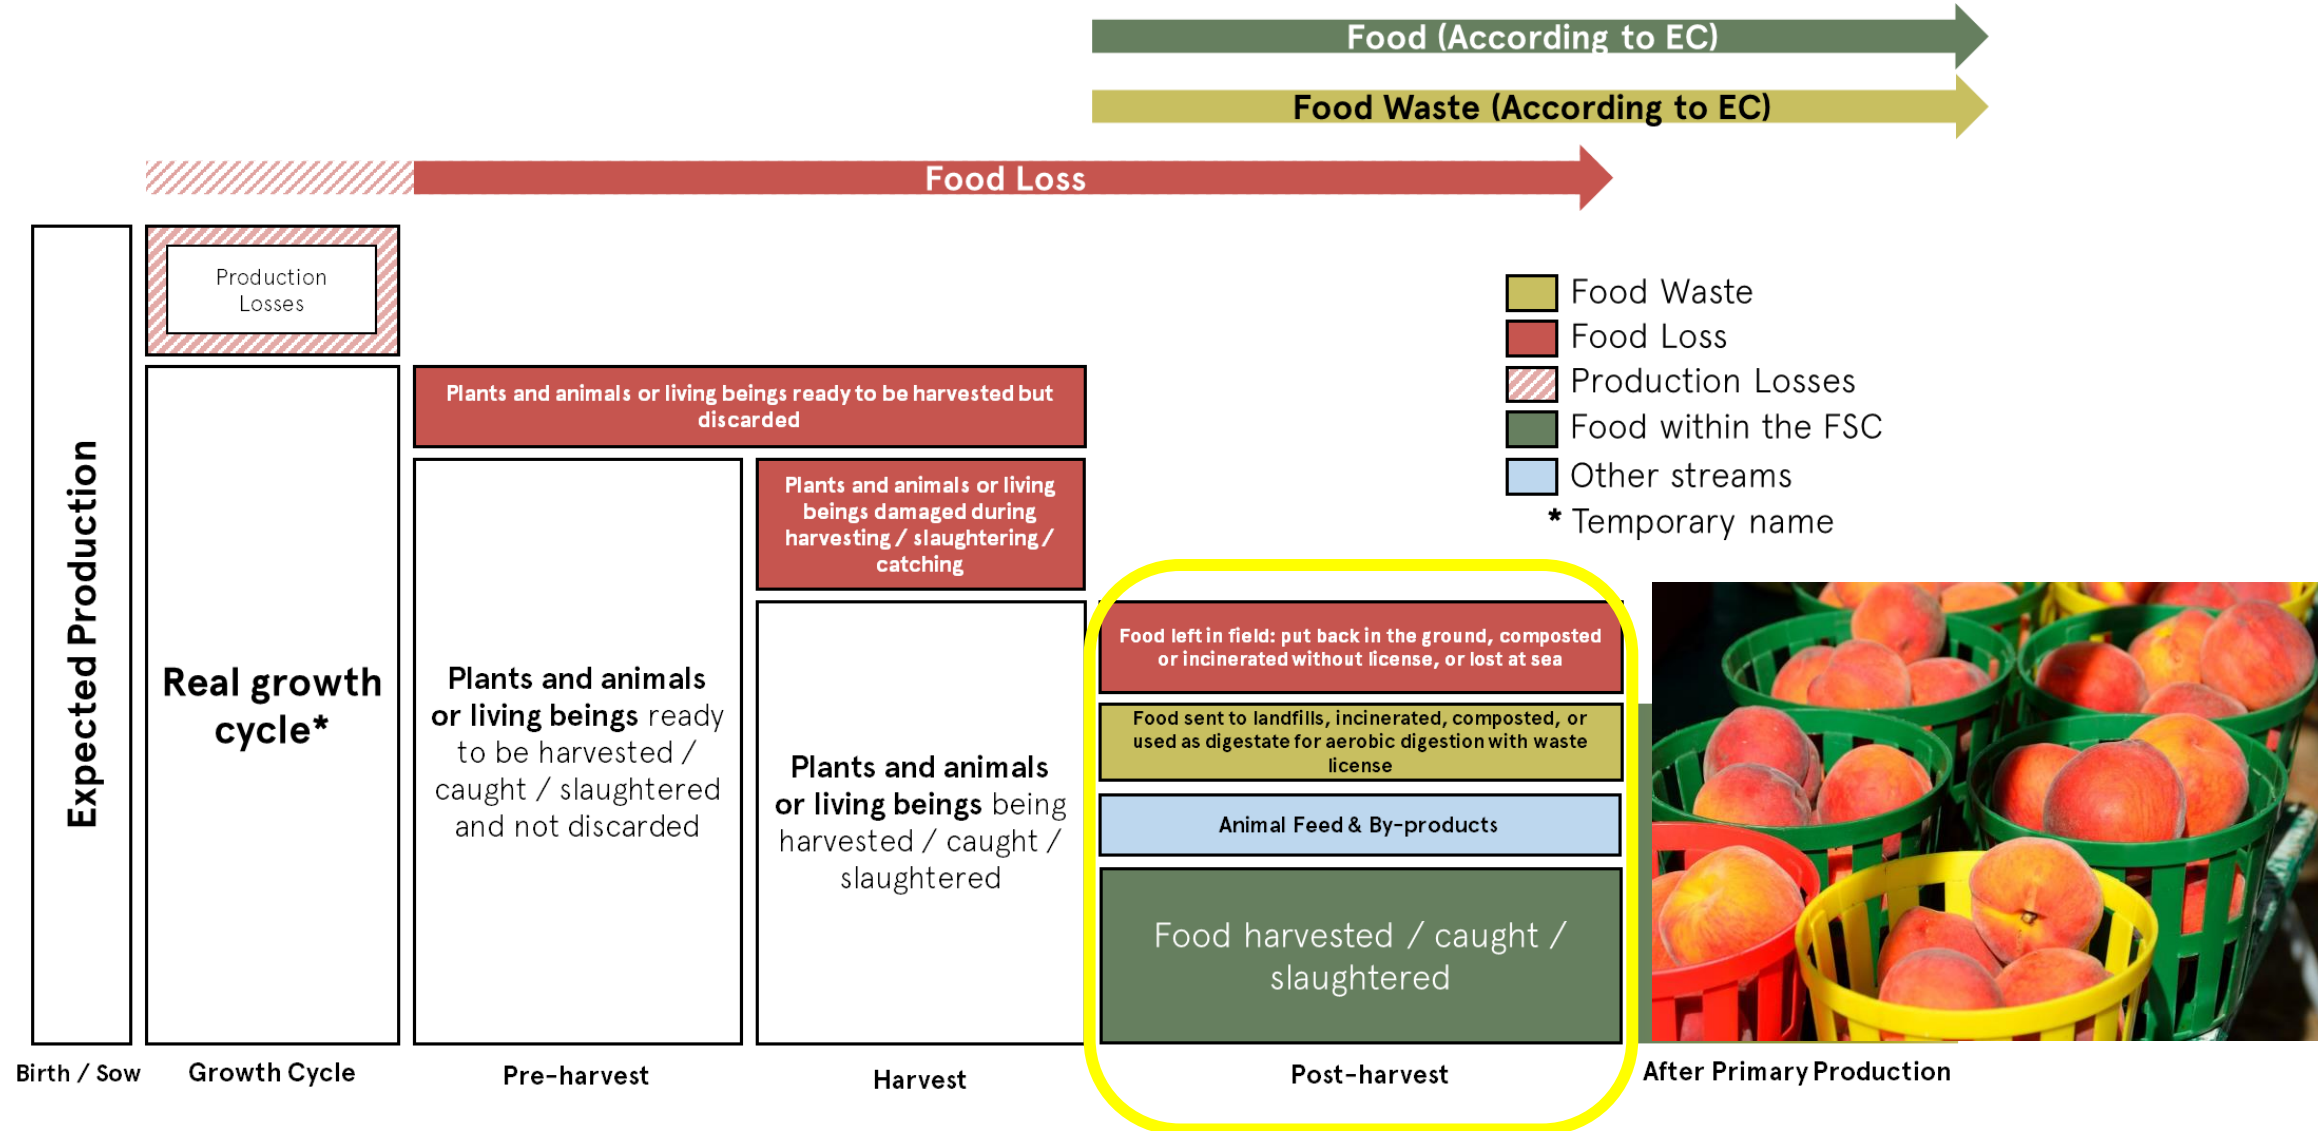 Food (According to EC)
Food Waste (According to EC)
Food Loss
Production
Losses
Food Waste
Food Loss
Production Losses
Food within the FSC
Other streams
* Temporary name
Expected Production
Real growth
cycle*
Plants and animals or living beings ready to be harvested but
discarded
Plants and animals
or living beings ready
to be harvested /
caught / slaughtered
and not discarded
Plants and animals or living
beings damaged during
harvesting / slaughtering /
catching
Plants and animals
or living beings being
harvested / caught /
slaughtered
Food left in field: put back in the ground, composted
or incinerated without license, or lost at sea
Food sent to landfills, incinerated, composted, or
used as digestate for aerobic digestion with waste
license
Animal Feed & By-products
Food harvested / caught /
slaughtered
Birth / Sow
Growth Cycle
Pre-harvest
Harvest
Post-harvest
After Primary Production